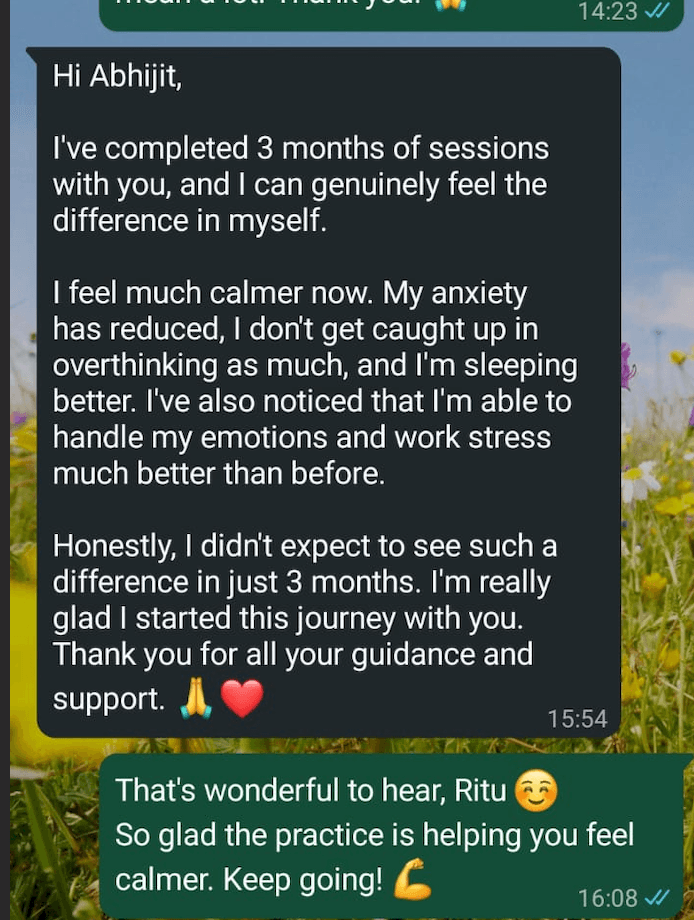 mean a lot. Thank you! 🙏
14:23
Hi Abhijit,
I've completed 3 months of sessions
with you, and I can genuinely feel the
difference in myself.
I feel much calmer now. My anxiety
has reduced, I don't get caught up in
overthinking as much, and I'm sleeping
better. I've also noticed that I'm able to
handle my emotions and work stress
much better than before.
Honestly, I didn't expect to see such a
difference in just 3 months. I'm really
glad I started this journey with you.
Thank you for all your guidance and
support. 🙏❤️
15:54
That's wonderful to hear, Ritu ☺️
So glad the practice is helping you feel
calmer. Keep going! 💪
16:08